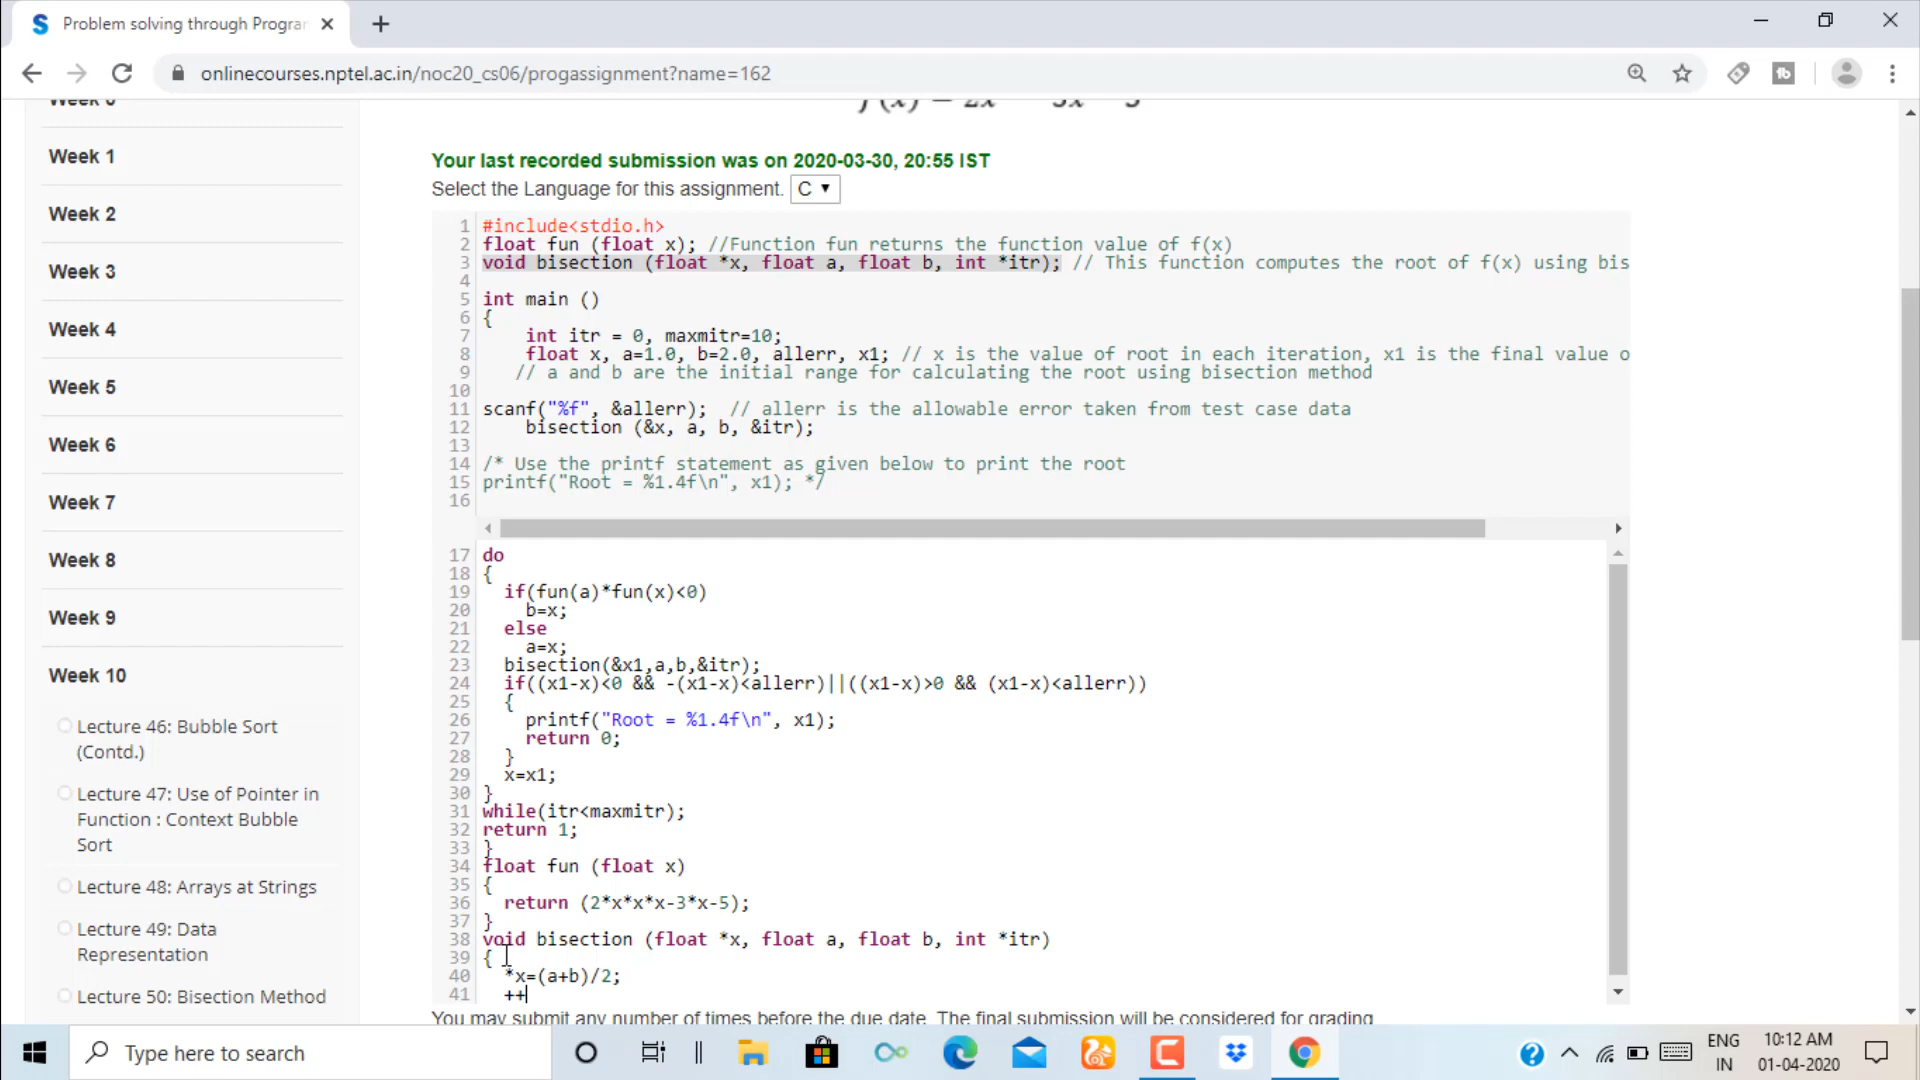 Problem solving through Progra
onlinecourses.nptel.ac.in/noc20_cs06/progassignment?name=162
Week 1
Week 2
Week 3
Week 4
Week 5
Week 6
Week 7
Week 8
Week 9
Week 10
Lecture 46: Bubble Sort
(Contd.)
Lecture 47: Use of Pointer in
Function : Context Bubble
Sort
Lecture 48: Arrays at Strings
Lecture 49: Data
Representation
Lecture 50: Bisection Method
Your last recorded submission was on 2020-03-30, 20:55 IST
Select the Language for this assignment. C
1 #include<stdio.h>
2 float fun (float x); //Function fun returns the function value of f(x)
3 void bisection (float *x, float a, float b, int *itr); // This function computes the root of f(x) using bis
4
5 int main ()
6 {
7 int itr = 0, maxmitr=10;
8 float x, a=1.0, b=2.0, allerr, x1; // x is the value of root in each iteration, x1 is the final value o
9 // a and b are the initial range for calculating the root using bisection method
10
11 scanf("%f", &allerr); // allerr is the allowable error taken from test case data
12 bisection (&x, a, b, &itr);
13
14 /* Use the printf statement as given below to print the root
15 printf("Root = %1.4f\n", x1); */
16
17 do
18 {
19 if(fun(a)*fun(x)<0)
20 b=x;
21 else
22 a=x;
23 bisection(&x1,a,b,&itr);
24 if((x1-x)<0 && -(x1-x)<allerr)||((x1-x)>0 && (x1-x)<allerr))
25 {
26 printf("Root = %1.4f\n", x1);
27 return 0;
28 }
29 x=x1;
30 }
31 while(itr<maxmitr);
32 return 1;
33 }
34 float fun (float x)
35 {
36 return (2*x*x*x-3*x-5);
37 }
38 void bisection (float *x, float a, float b, int *itr)
39 {
40 *x=(a+b)/2;
41 ++
You may submit any number of times before the due date. The final submission will be considered for grading
Type here to search
ENG
IN
10:12 AM
01-04-2020